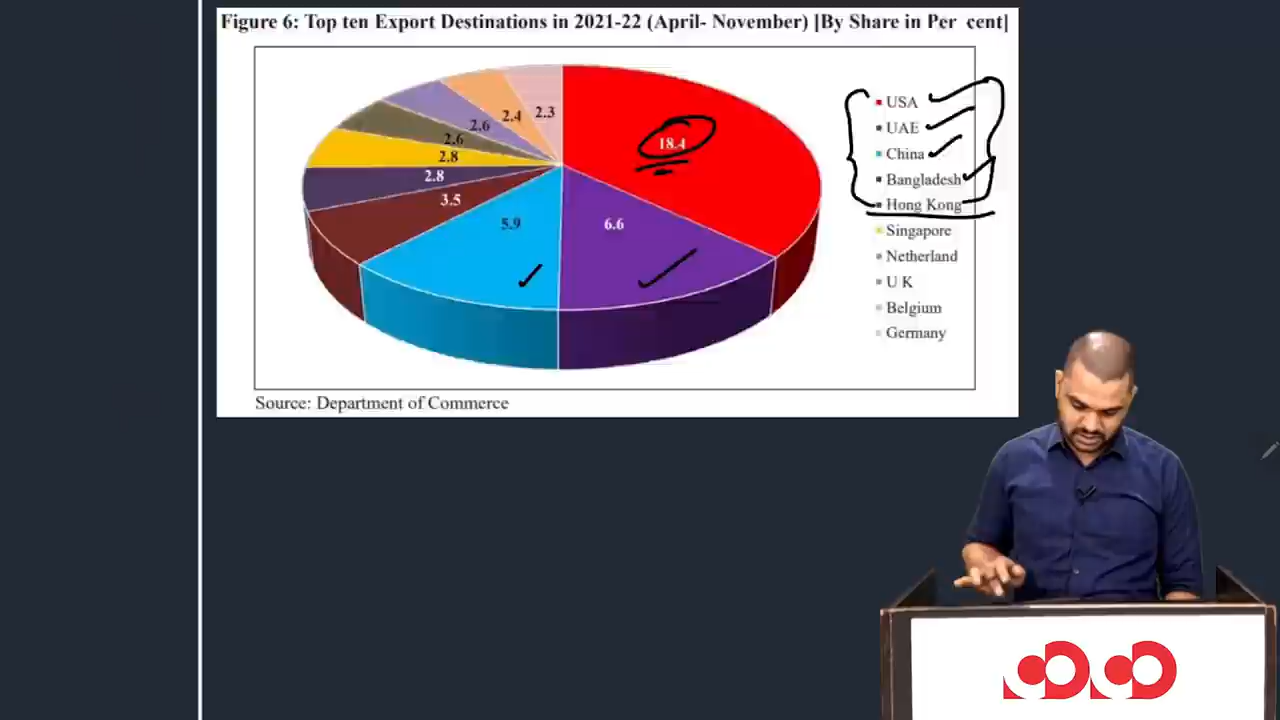 Figure 6: Top ten Export Destinations in 2021-22 (April- November) [By Share in Per cent]
18.4
6.6
5.9
3.5
2.8
2.8
2.6
2.6
2.4
2.3
USA
UAE
China
Bangladesh
Hong Kong
Singapore
Netherland
U K
Belgium
Germany
Source: Department of Commerce